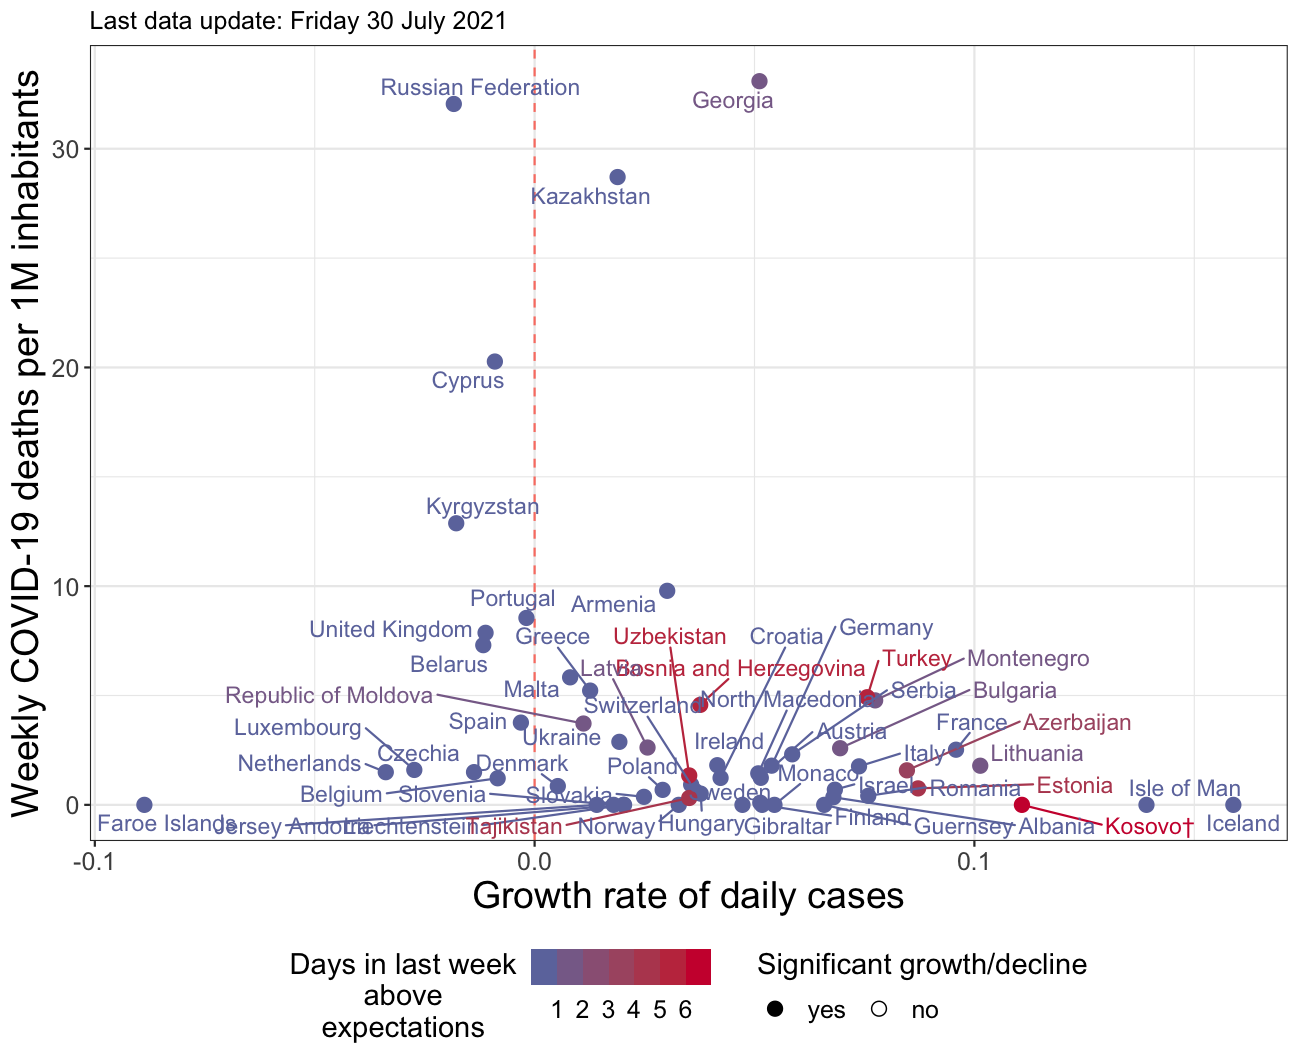 Last data update: Friday 30 July 2021
Weekly COVID-19 deaths per 1M inhabitants
30
20
10
0
Russian Federation
Georgia
Kazakhstan
Cyprus
Kyrgyzstan
Portugal
Armenia
United Kingdom
Greece
Uzbekistan
Croatia
Germany
Belarus
Latvia
Bosnia and Herzegovina
Turkey
Montenegro
Republic of Moldova
Malta
Switzerland
North Macedonia
Serbia
Bulgaria
Luxembourg
Spain
Ukraine
Ireland
Austria
France
Azerbaijan
Netherlands
Czechia
Denmark
Poland
Monaco
Italy
Lithuania
Belgium
Slovenia
Slovakia
Sweden
Israel
Romania
Estonia
Isle of Man
Faroe Islands
Jersey
Andorra
Liechtenstein
Tajikistan
Norway
Hungary
Gibraltar
Finland
Guernsey
Albania
Kosovo†
Iceland
-0.1
0.0
0.1
Growth rate of daily cases
Days in last week
above
expectations
1 2 3 4 5 6
Significant growth/decline
yes
no